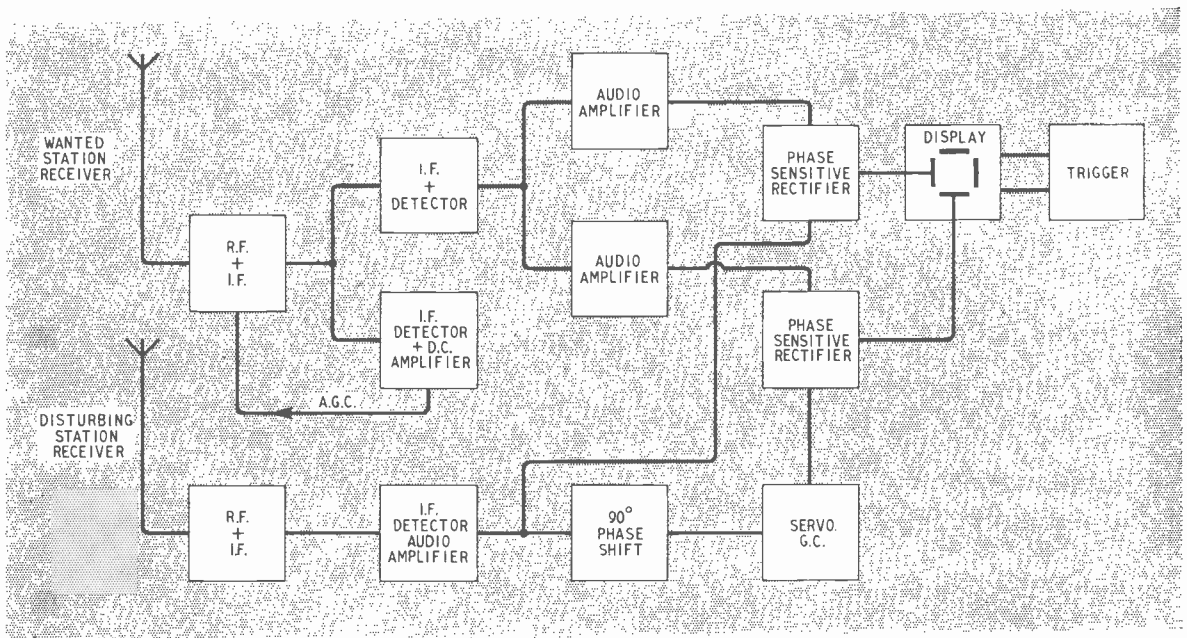 WANTED
STATION
RECEIVER
R.F.
+
I.F.
I.F.
+
DETECTOR
I.F.
DETECTOR
+ D.C.
AMPLIFIER
A.G.C.
AUDIO
AMPLIFIER
AUDIO
AMPLIFIER
PHASE
SENSITIVE
RECTIFIER
DISPLAY
TRIGGER
PHASE
SENSITIVE
RECTIFIER
DISTURBING
STATION
RECEIVER
R.F.
+
I.F.
I.F.
DETECTOR
AUDIO
AMPLIFIER
90°
PHASE
SHIFT
SERVO.
G.C.